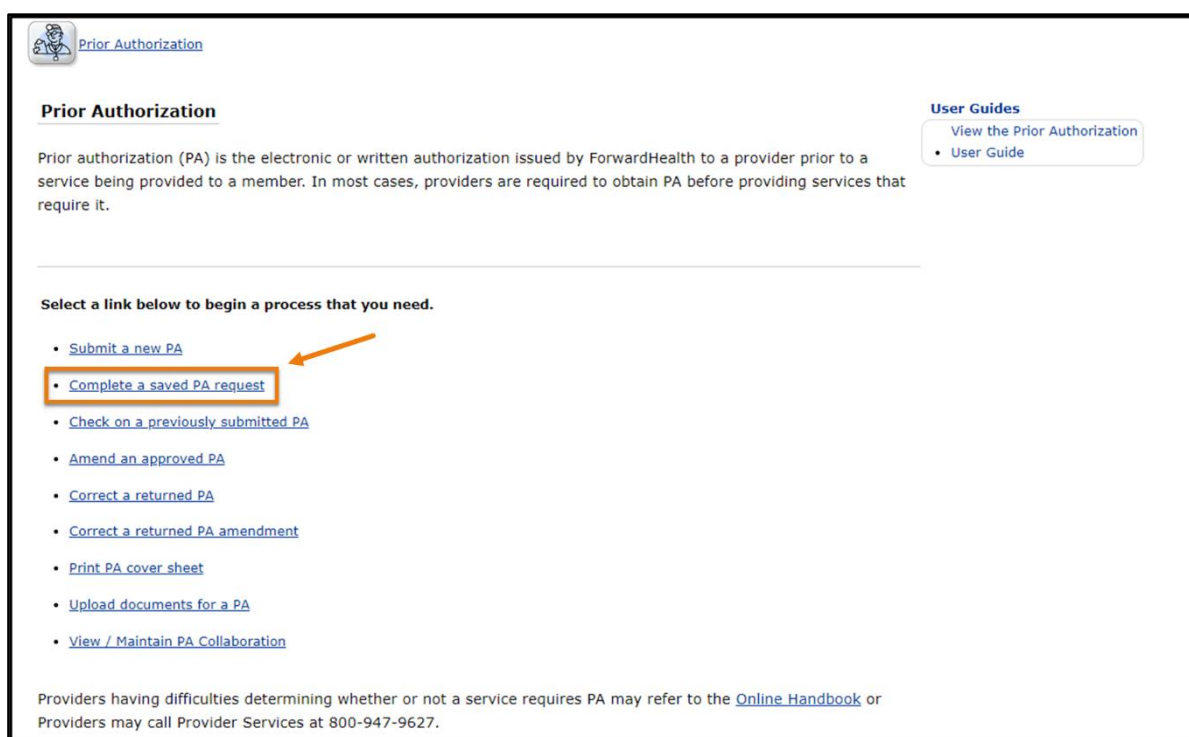 Prior Authorization
Prior Authorization
Prior authorization (PA) is the electronic or written authorization issued by ForwardHealth to a provider prior to a
service being provided to a member. In most cases, providers are required to obtain PA before providing services that
require it.
User Guides
View the Prior Authorization
• User Guide
Select a link below to begin a process that you need.
• Submit a new PA
• Complete a saved PA request
• Check on a previously submitted PA
• Amend an approved PA
• Correct a returned PA
• Correct a returned PA amendment
• Print PA cover sheet
• Upload documents for a PA
• View / Maintain PA Collaboration
Providers having difficulties determining whether or not a service requires PA may refer to the Online Handbook or
Providers may call Provider Services at 800-947-9627.